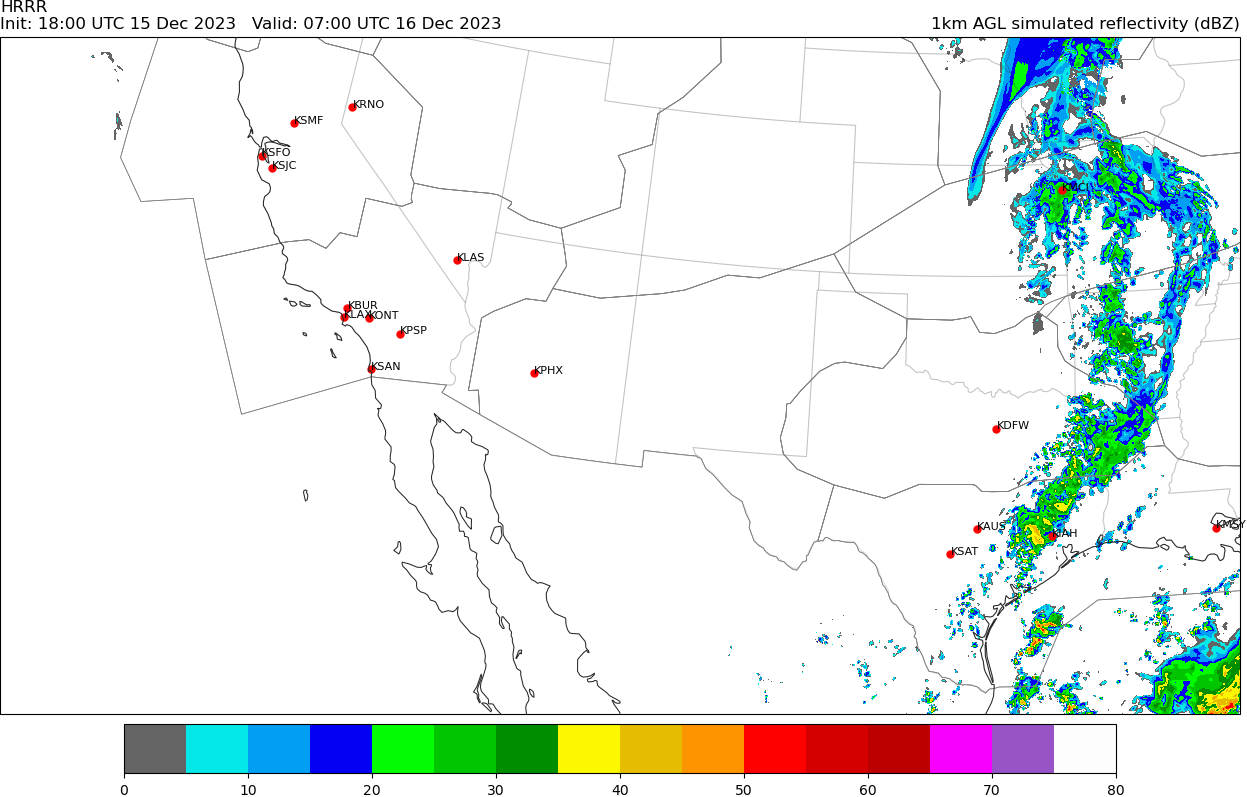 HRRR
Init: 18:00 UTC 15 Dec 2023   Valid: 07:00 UTC 16 Dec 2023
1km AGL simulated reflectivity (dBZ)
KRNO
KSMF
KSFO
KSJC
KLAS
KBUR
KLAX
KONT
KPSP
KSAN
KPHX
KDFW
KAUS
KIAH
KMSY
KSAT
0 10 20 30 40 50 60 70 80